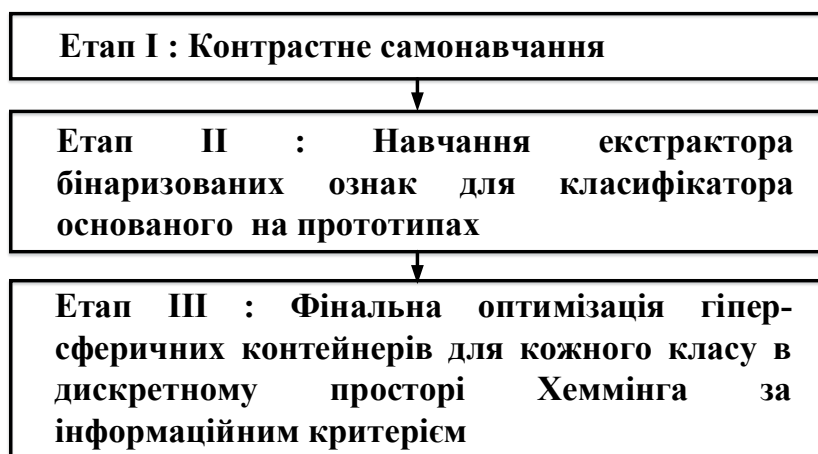 Етап І : Контрастне самонавчання
Етап ІІ : Навчання екстрактора
бінаризованих ознак для класифікатора
основаного на прототипах
Етап ІІІ : Фінальна оптимізація гіпер-
сферичних контейнерів для кожного класу в
дискретному просторі Хеммінга за
інформаційним критерієм